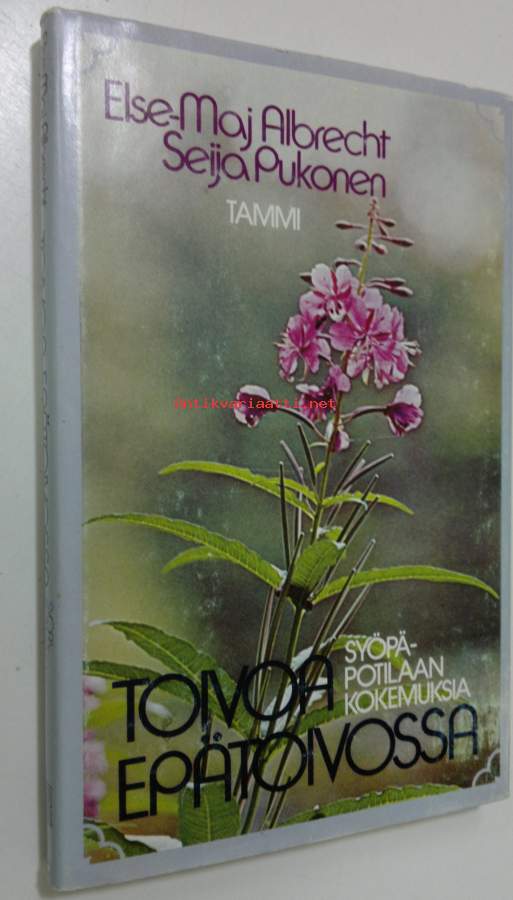 Else-Maj Albrecht
Seija Pukonen
TAMMI
antikvariaatti.net
SYÖPÄ-
POTILAAN
KOKEMUKSIA
TOIVOA
EPÄTOIVOSSA